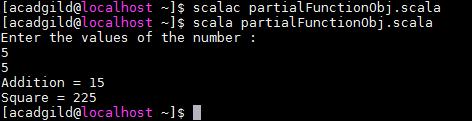 [acadgild@localhost ~]$ scalac partialFunctionObj.scala
[acadgild@localhost ~]$ scala partialFunctionObj.scala
Enter the values of the number :
5
5
Addition = 15
Square = 225
[acadgild@localhost ~]$